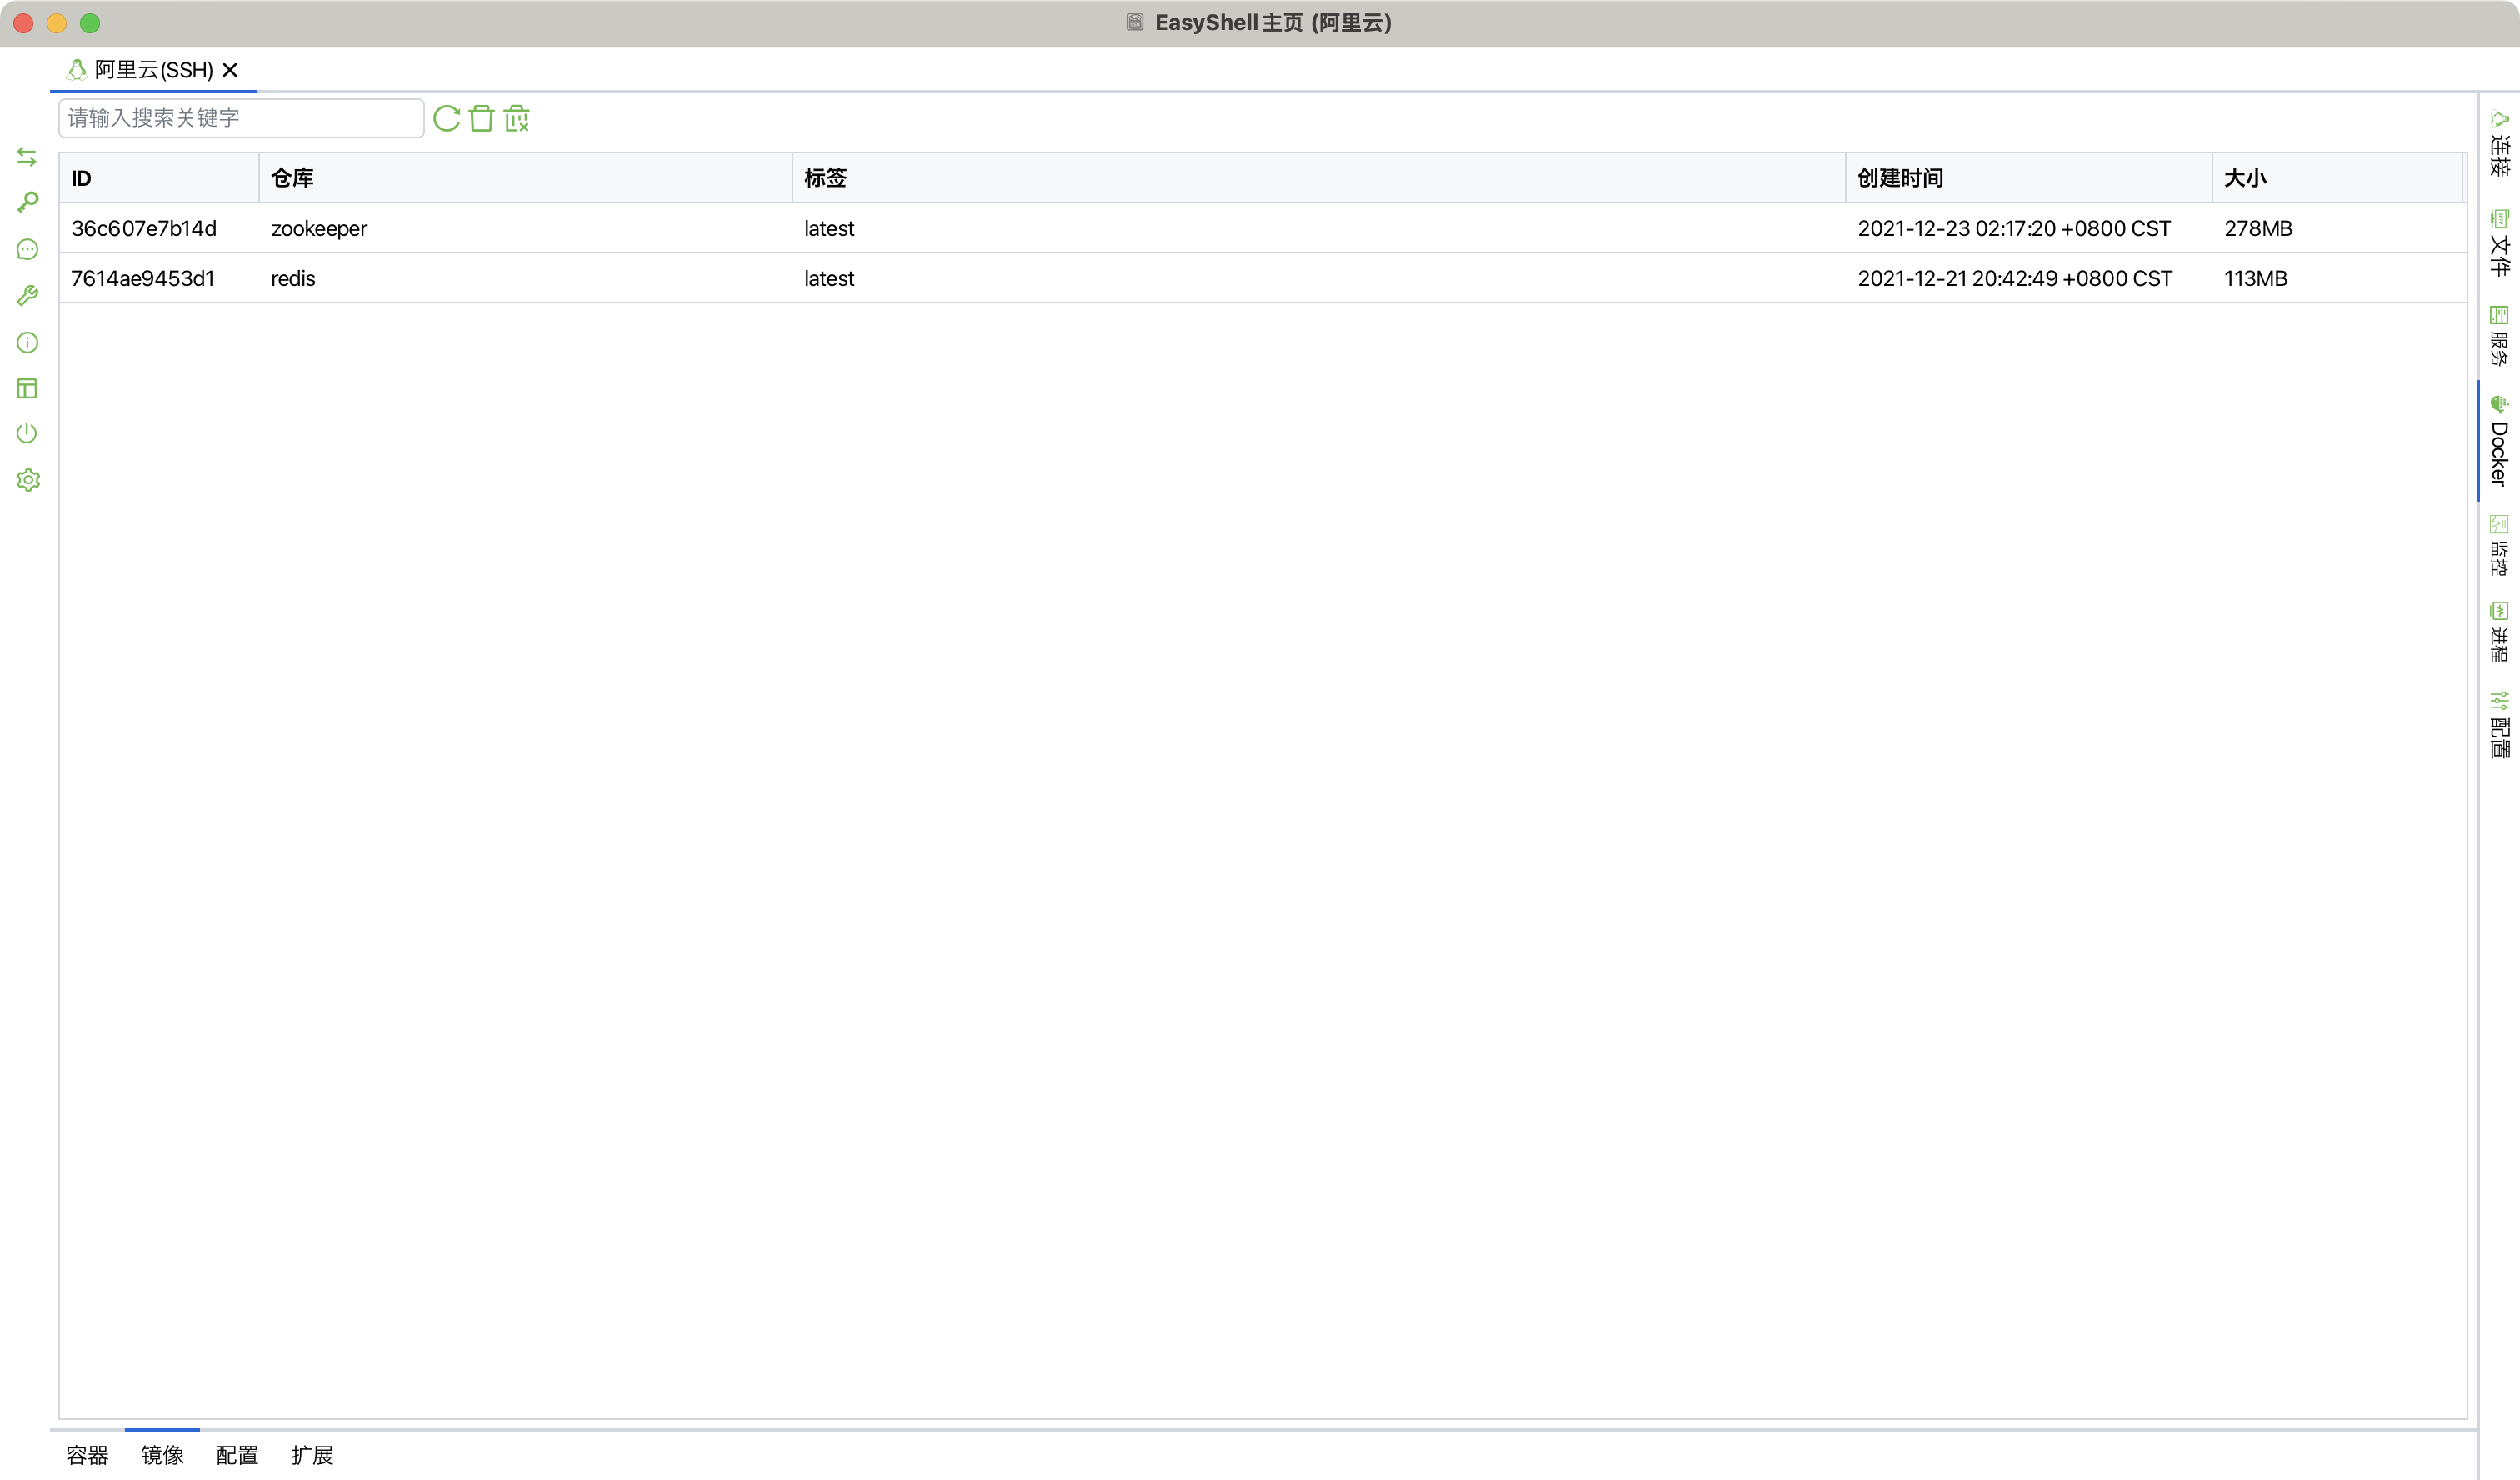 EasyShell主页 (阿里云)
阿里云(SSH)
请输入搜索关键字
ID 仓库 标签 创建时间 大小
36c607e7b14d zookeeper latest 2021-12-23 02:17:20 +0800 CST 278MB
7614ae9453d1 redis latest 2021-12-21 20:42:49 +0800 CST 113MB
连接
文件
服务
Docker
监控
进程
配置
容器 镜像 配置 扩展